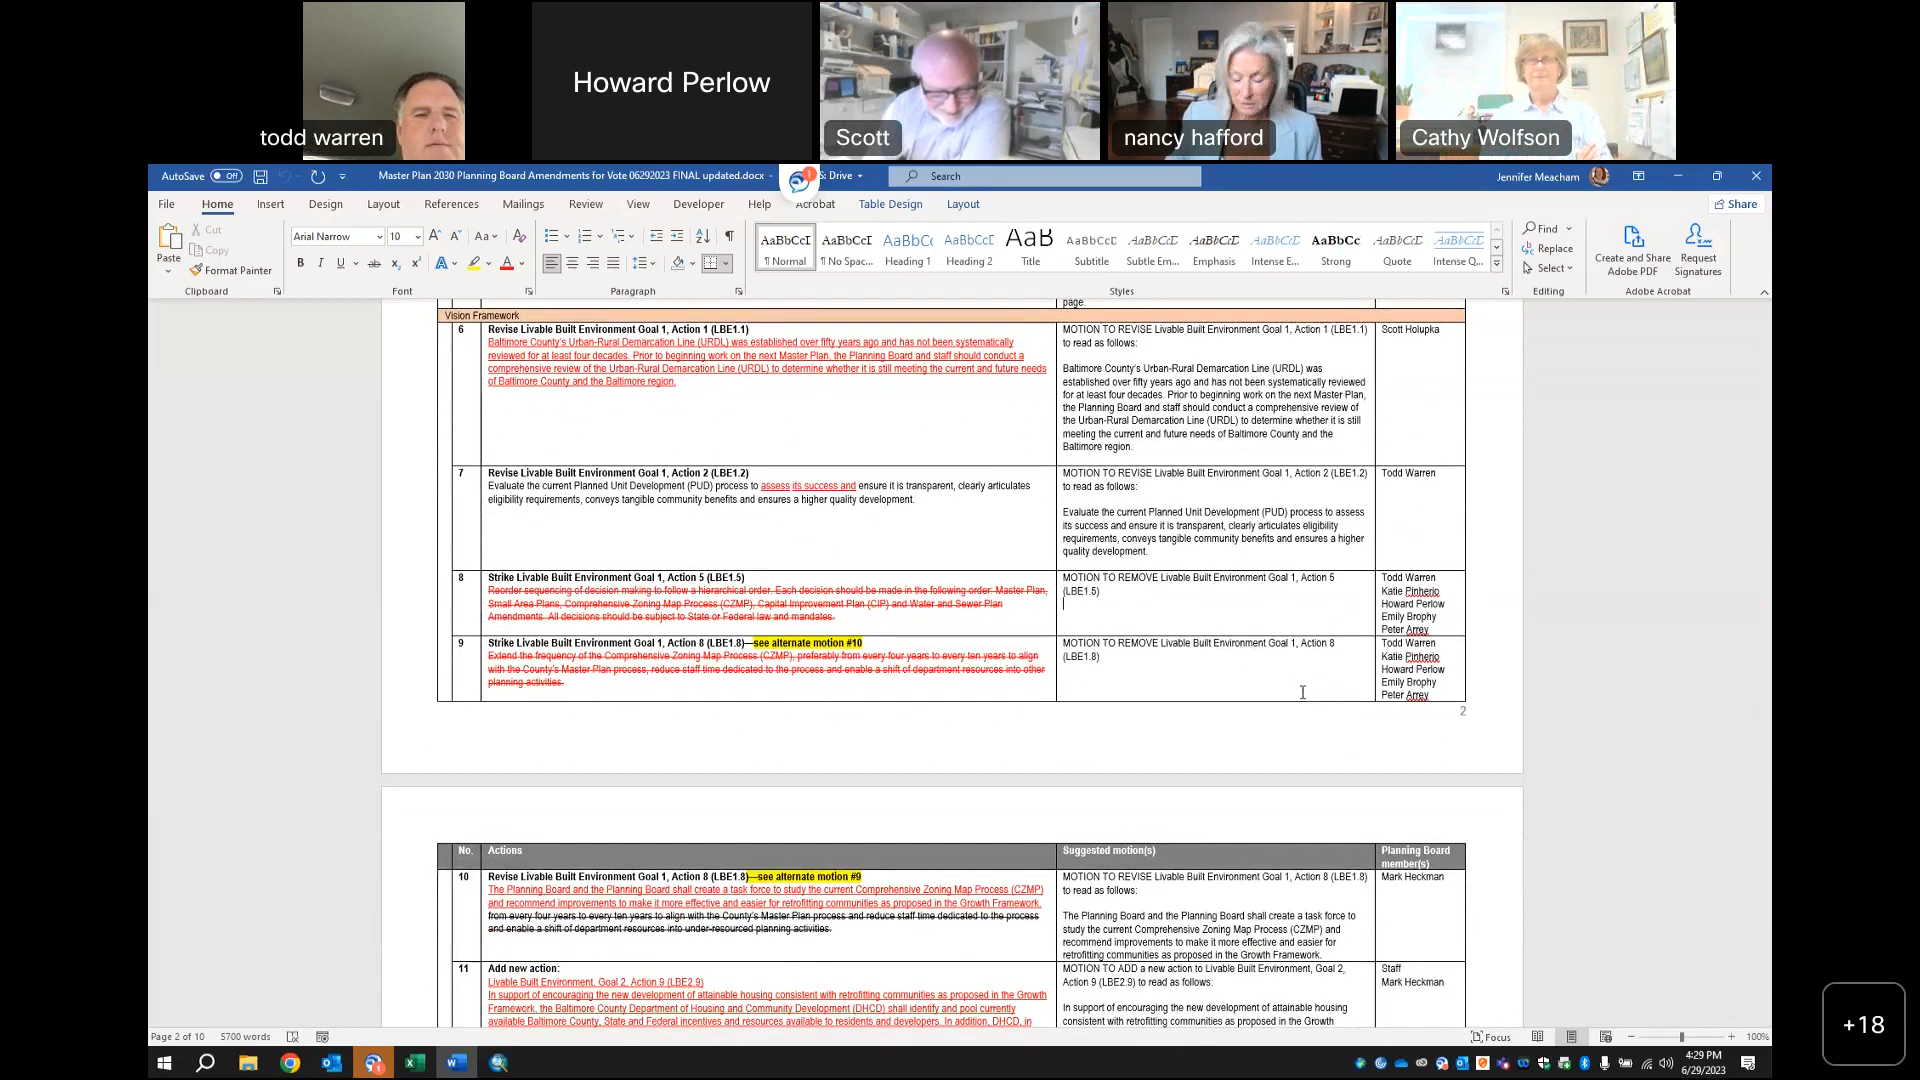 todd warren
Howard Perlow
Scott
nancy hafford
Cathy Wolfson
AutoSave Off
Master Plan 2030 Planning Board Amendments for Vote 06292023 FINAL updated.docx
S: Drive
1
Search
Jennifer Meacham
File Home Insert Design Layout References Mailings Review View Developer Help Acrobat Table Design Layout
Share
Paste
Cut
Copy
Format Painter
Clipboard
Arial Narrow 10
Font
Paragraph
¶ Normal
¶ No Spac...
Heading 1
Heading 2
Title
Subtitle
Subtle Em...
Emphasis
Intense E...
Strong
Quote
Intense Q...
Styles
Find
Replace
Select
Editing
Create and Share Adobe PDF
Request Signatures
Adobe Acrobat
page.
Vision Framework
6
Revise Livable Built Environment Goal 1, Action 1 (LBE1.1)
Baltimore County's Urban-Rural Demarcation Line (URDL) was established over fifty years ago and has not been systematically
reviewed for at least four decades. Prior to beginning work on the next Master Plan, the Planning Board and staff should conduct a
comprehensive review of the Urban-Rural Demarcation Line (URDL) to determine whether it is still meeting the current and future needs
of Baltimore County and the Baltimore region.
MOTION TO REVISE Livable Built Environment Goal 1, Action 1 (LBE1.1)
to read as follows:
Baltimore County's Urban-Rural Demarcation Line (URDL) was
established over fifty years ago and has not been systematically reviewed
for at least four decades. Prior to beginning work on the next Master Plan,
the Planning Board and staff should conduct a comprehensive review of
the Urban-Rural Demarcation Line (URDL) to determine whether it is still
meeting the current and future needs of Baltimore County and the
Baltimore region.
Scott Holupka
7
Revise Livable Built Environment Goal 1, Action 2 (LBE1.2)
Evaluate the current Planned Unit Development (PUD) process to assess its success and ensure it is transparent, clearly articulates
eligibility requirements, conveys tangible community benefits and ensures a higher quality development.
MOTION TO REVISE Livable Built Environment Goal 1, Action 2 (LBE1.2)
to read as follows:
Evaluate the current Planned Unit Development (PUD) process to assess
its success and ensure it is transparent, clearly articulates eligibility
requirements, conveys tangible community benefits and ensures a higher
quality development.
Todd Warren
8
Strike Livable Built Environment Goal 1, Action 5 (LBE1.5)
Reorder sequencing of decision making to follow a hierarchical order. Each decision should be made in the following order: Master Plan,
Small Area Plans, Comprehensive Zoning Map Process (CZMP), Capital Improvement Plan (CIP) and Water and Sewer Plan
Amendments. All decisions should be subject to State or Federal law and mandates.
MOTION TO REMOVE Livable Built Environment Goal 1, Action 5
(LBE1.5)
Todd Warren
Katie Pinherio
Howard Perlow
Emily Brophy
Peter Arrey
9
Strike Livable Built Environment Goal 1, Action 8 (LBE1.8)—see alternate motion #10
Extend the frequency of the Comprehensive Zoning Map Process (CZMP), preferably from every four years to every ten years to align
with the County's Master Plan process, reduce staff time dedicated to the process and enable a shift of department resources into other
planning activities.
MOTION TO REMOVE Livable Built Environment Goal 1, Action 8
(LBE1.8)
Todd Warren
Katie Pinherio
Howard Perlow
Emily Brophy
Peter Arrey
2
No. Actions Suggested motion(s) Planning Board member(s)
10
Revise Livable Built Environment Goal 1, Action 8 (LBE1.8)—see alternate motion #9
The Planning Board and the Planning Board shall create a task force to study the current Comprehensive Zoning Map Process (CZMP)
and recommend improvements to make it more effective and easier for retrofitting communities as proposed in the Growth Framework.
from every four years to every ten years to align with the County's Master Plan process and reduce staff time dedicated to the process
and enable a shift of department resources into under-resourced planning activities.
MOTION TO REVISE Livable Built Environment Goal 1, Action 8 (LBE1.8)
to read as follows:
The Planning Board and the Planning Board shall create a task force to
study the current Comprehensive Zoning Map Process (CZMP) and
recommend improvements to make it more effective and easier for
retrofitting communities as proposed in the Growth Framework.
Mark Heckman
11
Add new action:
Livable Built Environment, Goal 2, Action 9 (LBE2.9)
In support of encouraging the new development of attainable housing consistent with retrofitting communities as proposed in the Growth
Framework, the Baltimore County Department of Housing and Community Development (DHCD) shall identify and pool currently
available Baltimore County, State and Federal incentives and resources available to residents and developers. In addition, DHCD, in
MOTION TO ADD a new action to Livable Built Environment, Goal 2,
Action 9 (LBE2.9) to read as follows:
In support of encouraging the new development of attainable housing
consistent with retrofitting communities as proposed in the Growth
Staff
Mark Heckman
+18
Page 2 of 10 5700 words
Focus
100%
4:29 PM
6/29/2023